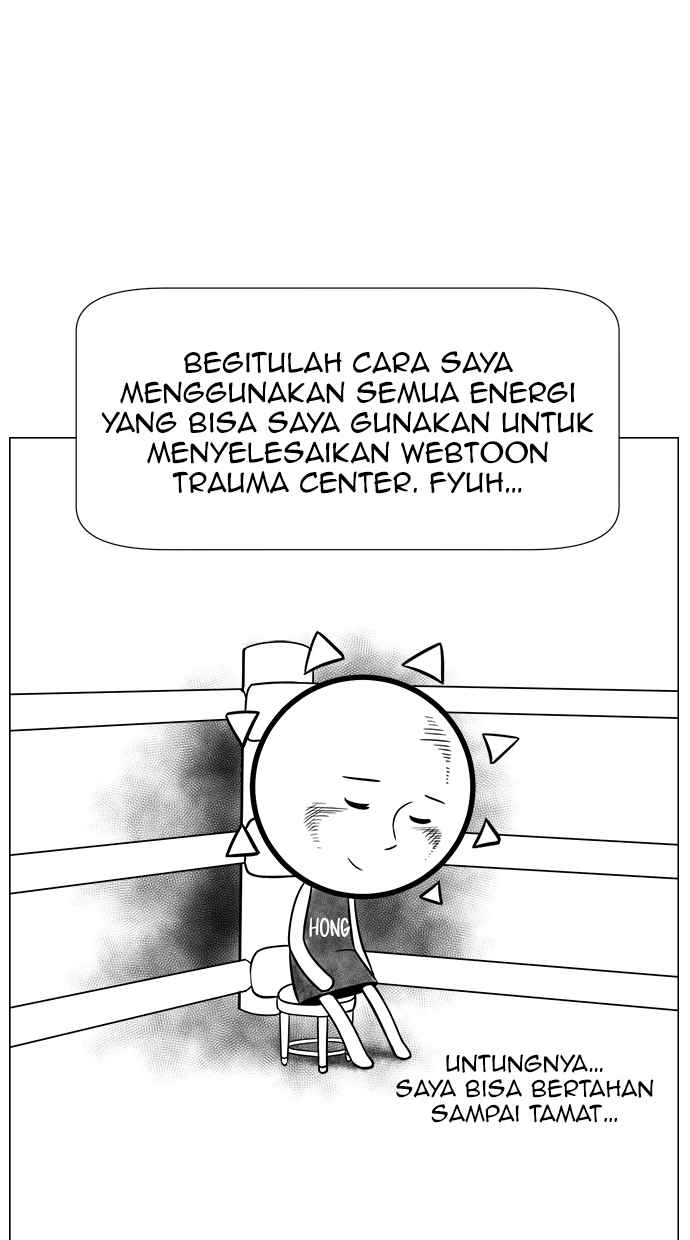 BEGITULAH CARA SAYA
MENGGUNAKAN SEMUA ENERGI
YANG BISA SAYA GUNAKAN UNTUK
MENYELESAIKAN WEBTOON
TRAUMA CENTER. FYUH...
HONG
UNTUNGNYA...
SAYA BISA BERTAHAN
SAMPAI TAMAT...